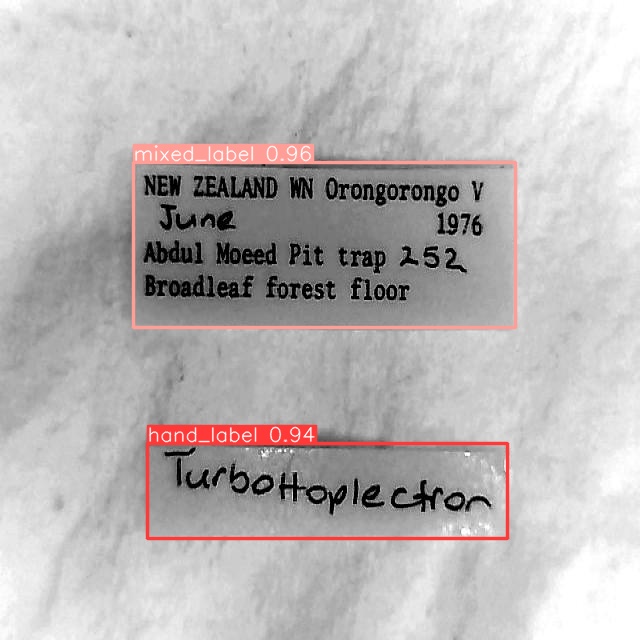 mixed_label 0.96
NEW ZEALAND WN Orongorongo V
June 1976
Abdul Moeed Pit trap 252
Broadleaf forest floor
hand_label 0.94
Turbottoplectron